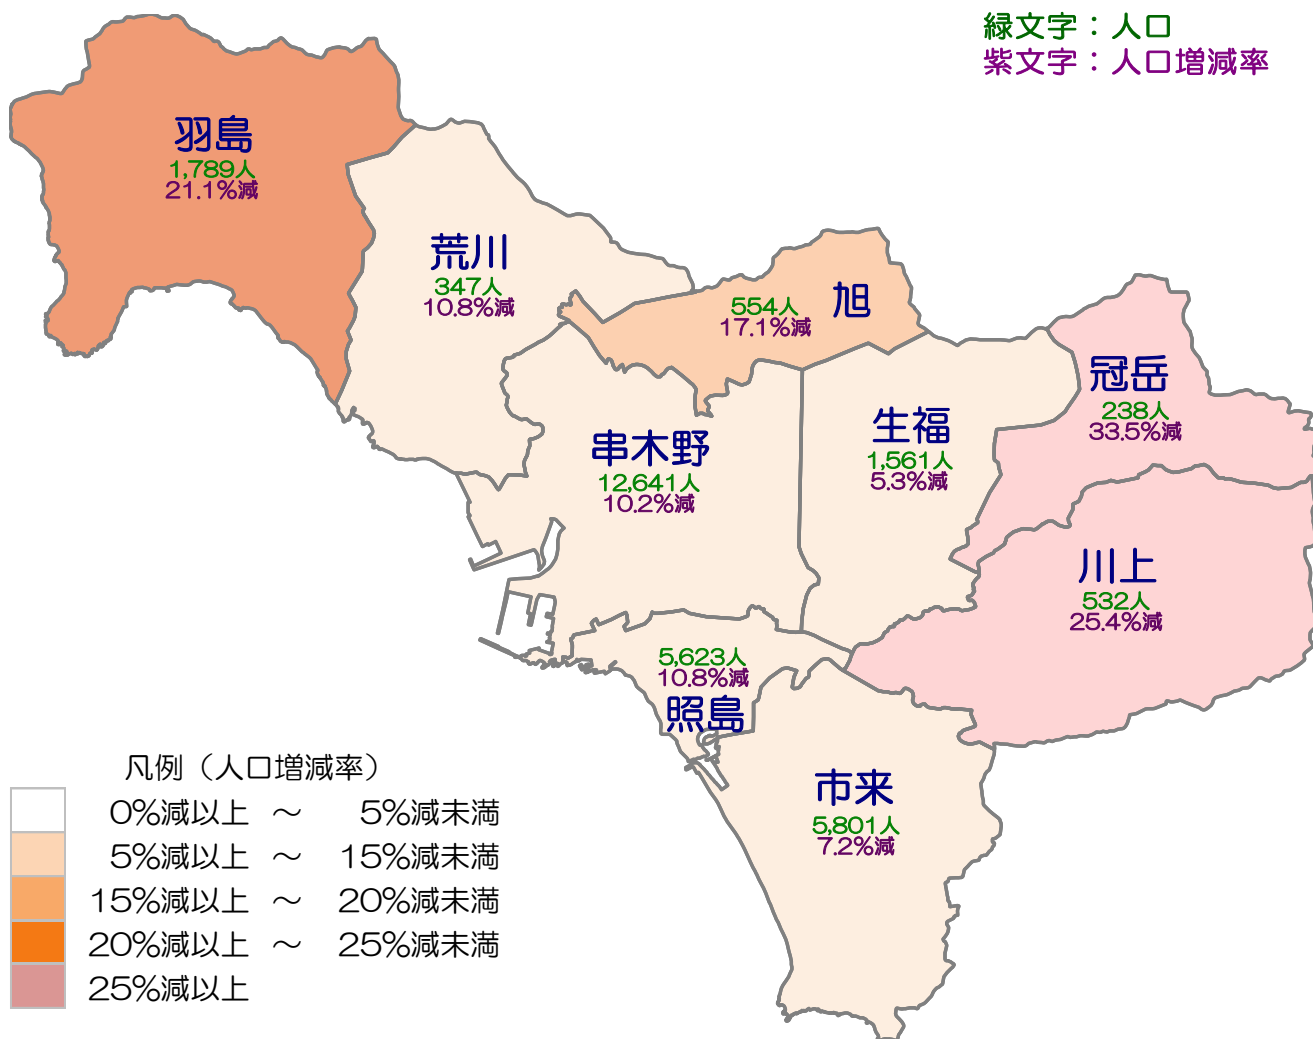 緑文字：人口
紫文字：人口増減率
羽島
1,789人
21.1%減
荒川
347人
10.8%減
554人
17.1%減
旭
冠岳
238人
33.5%減
生福
1,561人
5.3%減
串木野
12,641人
10.2%減
川上
532人
25.4%減
5,623人
10.8%減
照島
市来
5,801人
7.2%減
凡例（人口増減率）
0%減以上 ～ 5%減未満
5%減以上 ～ 15%減未満
15%減以上 ～ 20%減未満
20%減以上 ～ 25%減未満
25%減以上